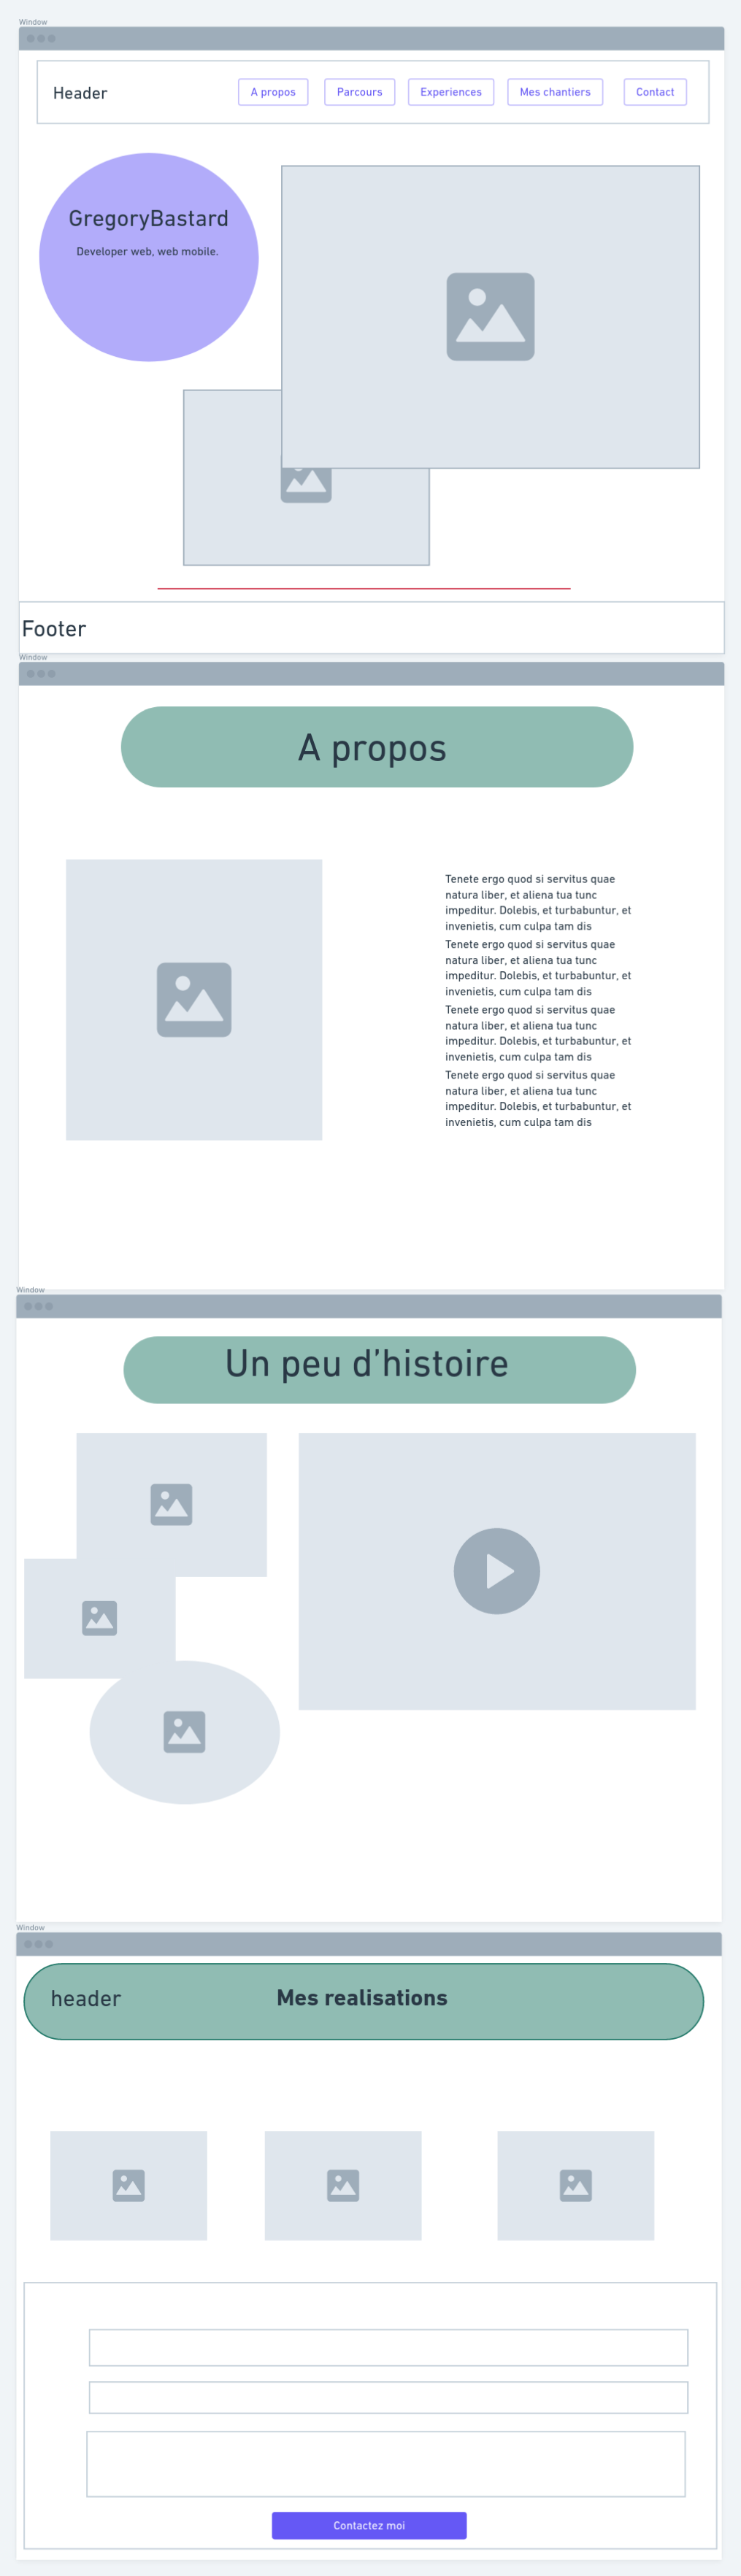 Window
Header
A propos
Parcours
Experiences
Mes chantiers
Contact
GregoryBastard
Developer web, web mobile.
Footer
Window
A propos
Tenete ergo quod si servitus quae
natura liber, et aliena tua tunc
impeditur. Dolebis, et turbabuntur, et
invenietis, cum culpa tam dis
Tenete ergo quod si servitus quae
natura liber, et aliena tua tunc
impeditur. Dolebis, et turbabuntur, et
invenietis, cum culpa tam dis
Tenete ergo quod si servitus quae
natura liber, et aliena tua tunc
impeditur. Dolebis, et turbabuntur, et
invenietis, cum culpa tam dis
Tenete ergo quod si servitus quae
natura liber, et aliena tua tunc
impeditur. Dolebis, et turbabuntur, et
invenietis, cum culpa tam dis
Window
Un peu d’histoire
Window
header
Mes realisations
Contactez moi